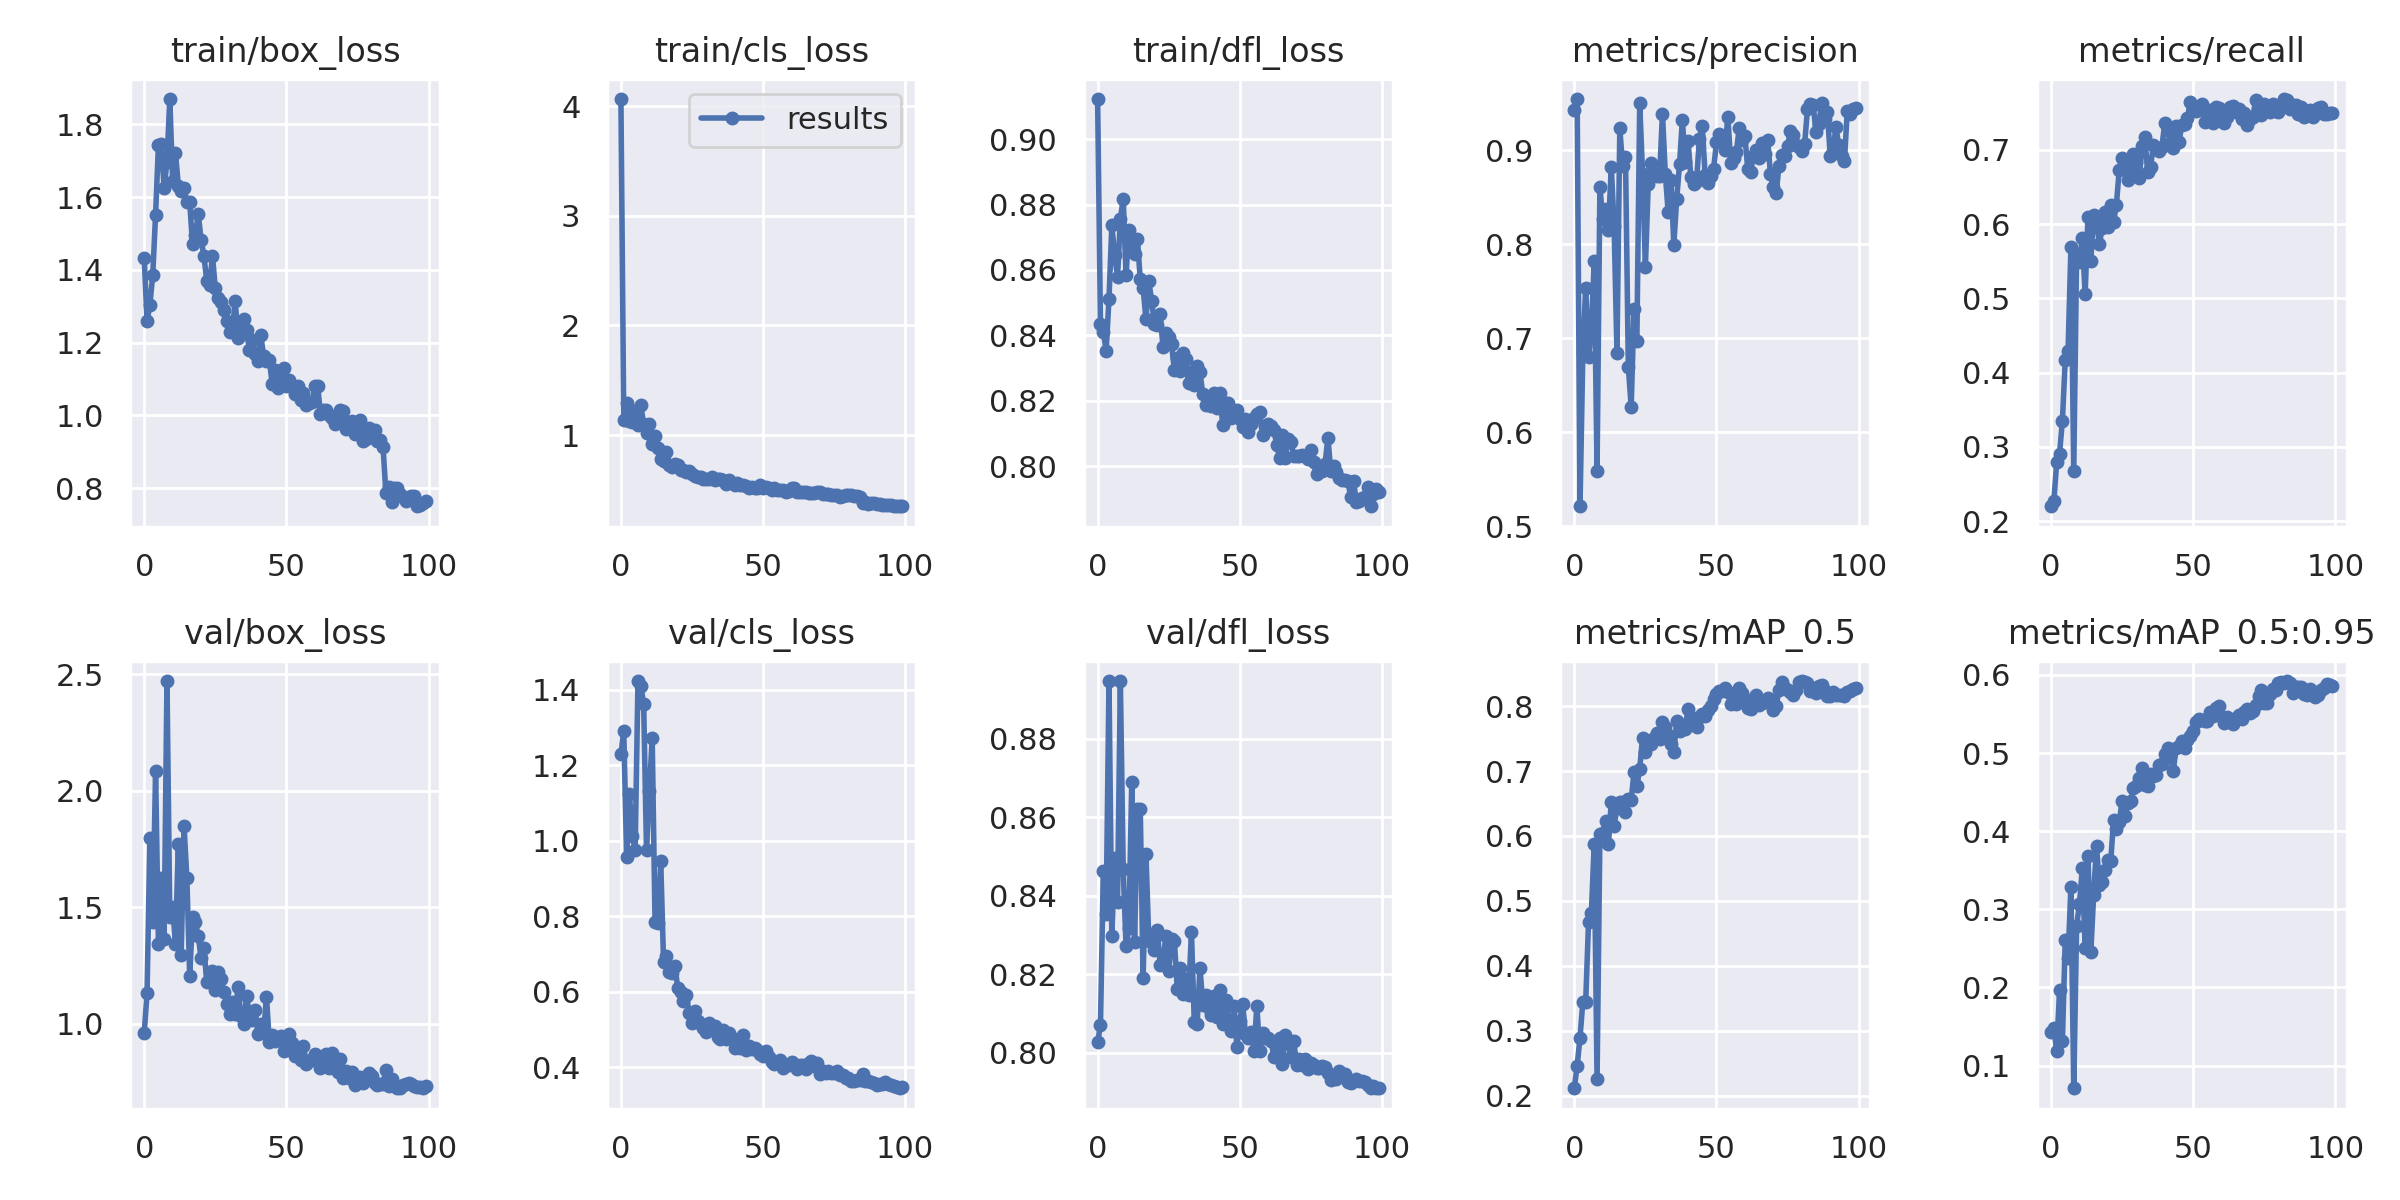 train/box_loss
train/cls_loss
train/dfl_loss
metrics/precision
metrics/recall
1.8
1.6
1.4
1.2
1.0
0.8
0 50 100
results
4
3
2
1
0 50 100
0.90
0.88
0.86
0.84
0.82
0.80
0 50 100
0.9
0.8
0.7
0.6
0.5
0 50 100
0.7
0.6
0.5
0.4
0.3
0.2
0 50 100
val/box_loss
val/cls_loss
val/dfl_loss
metrics/mAP_0.5
metrics/mAP_0.5:0.95
2.5
2.0
1.5
1.0
0 50 100
1.4
1.2
1.0
0.8
0.6
0.4
0 50 100
0.88
0.86
0.84
0.82
0.80
0 50 100
0.8
0.7
0.6
0.5
0.4
0.3
0.2
0 50 100
0.6
0.5
0.4
0.3
0.2
0.1
0 50 100